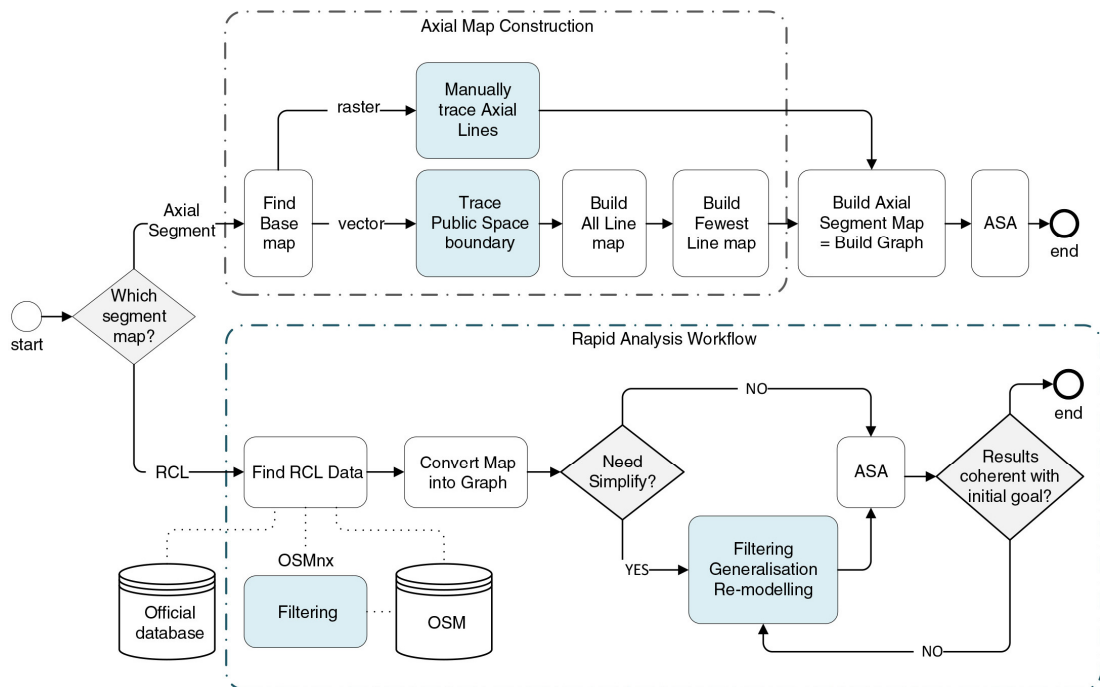 Axial Map Construction
raster
Manually
trace Axial
Lines
Axial
Segment
Find
Base
map
vector
Trace
Public Space
boundary
Build
All Line
map
Build
Fewest
Line map
Build Axial
Segment Map
= Build Graph
ASA
end
Which
segment
map?
start
Rapid Analysis Workflow
NO
end
RCL
Find RCL Data
Convert Map
into Graph
Need
Simplify?
ASA
Results
coherent with
initial goal?
YES
Filtering
Generalisation
Re-modelling
OSMnx
Official
database
Filtering
OSM
NO